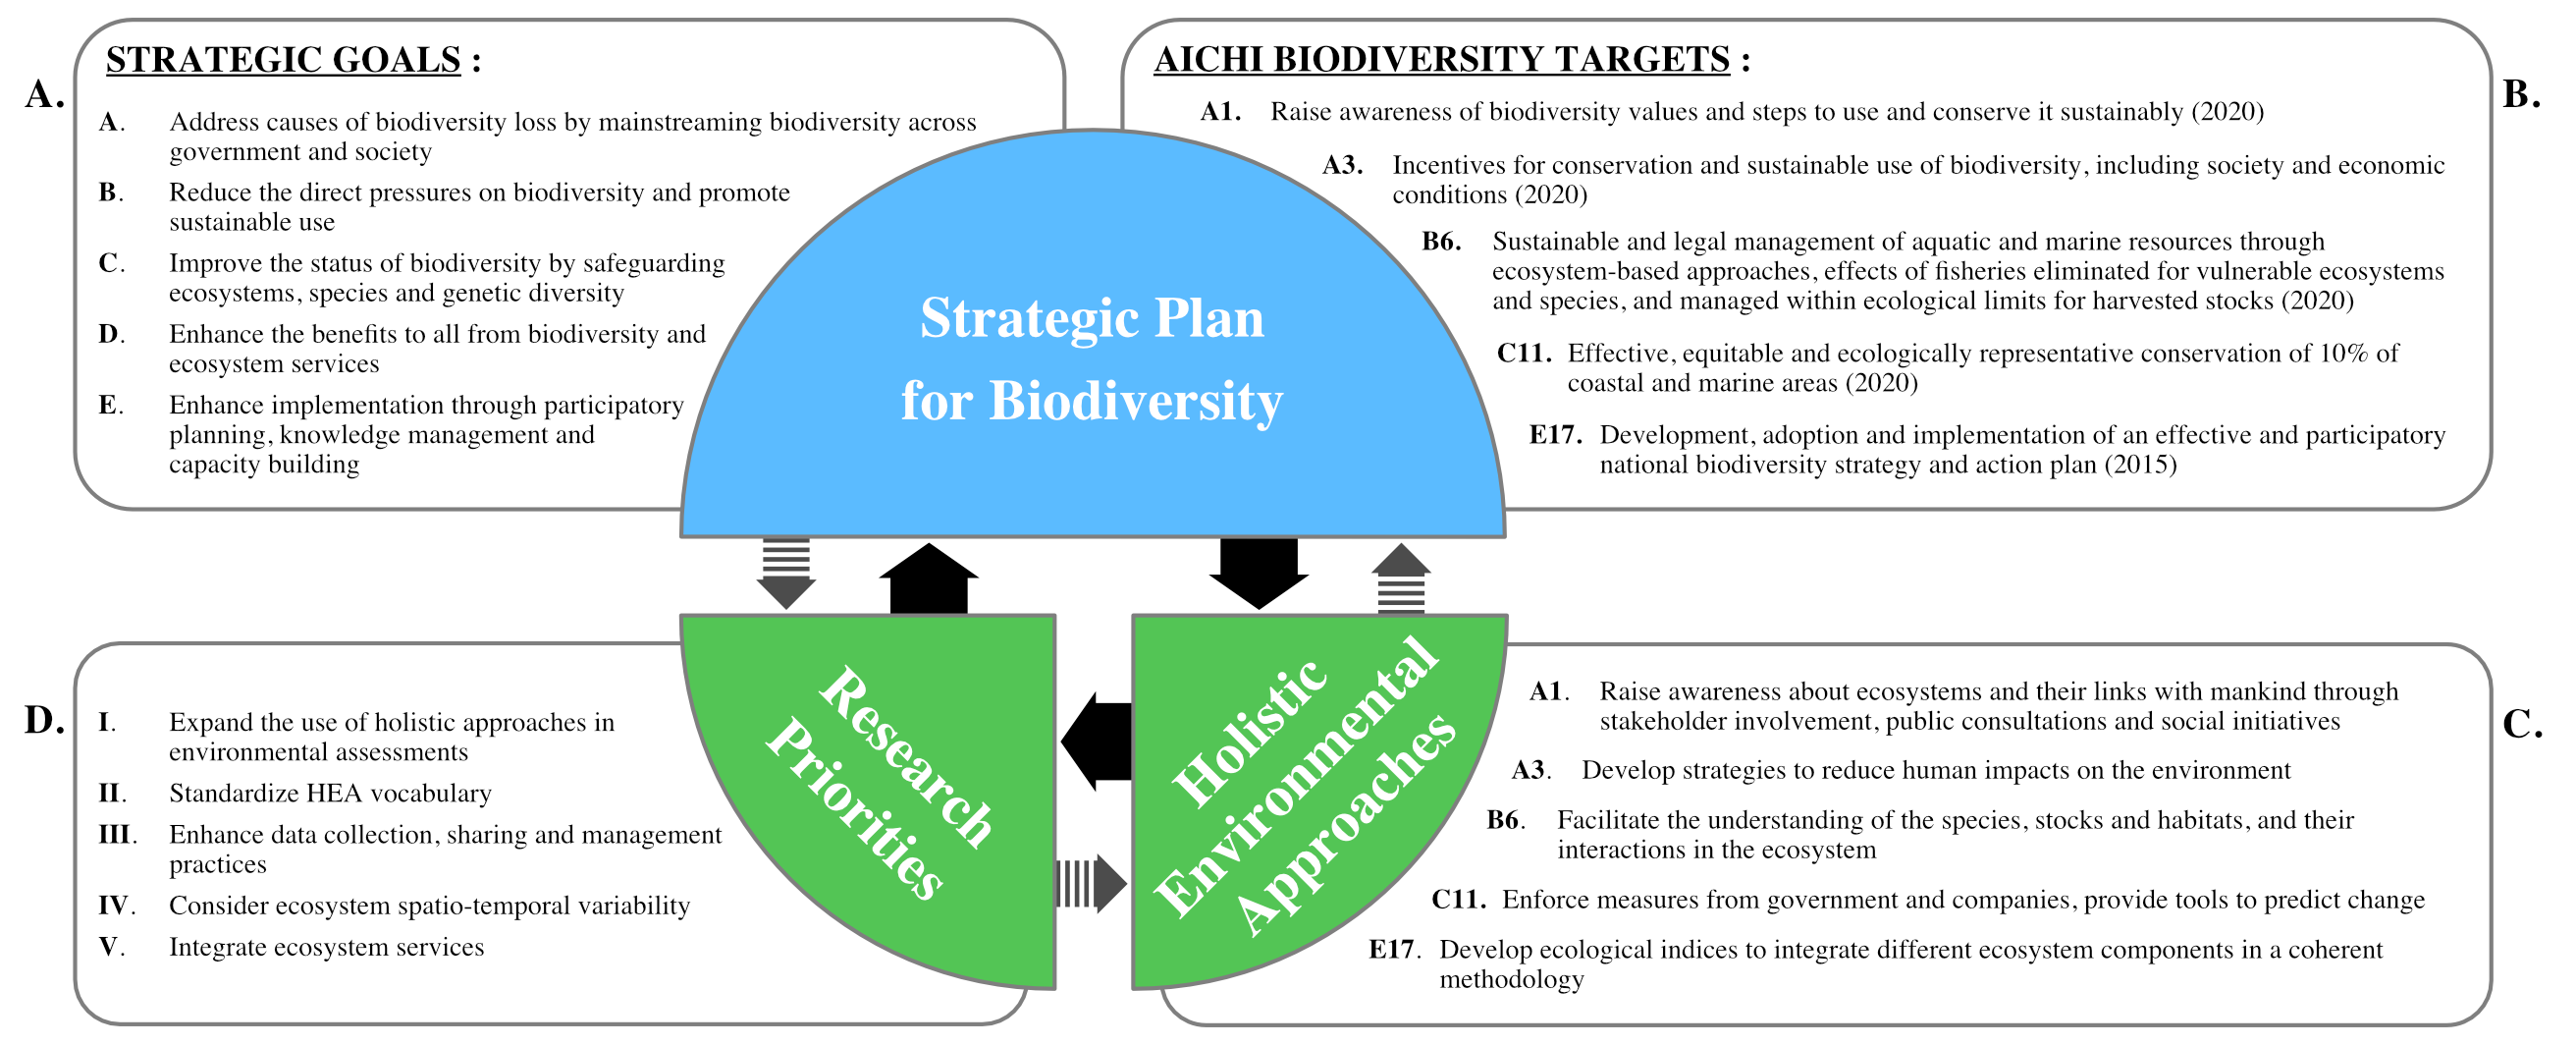 A.
STRATEGIC GOALS :
A. Address causes of biodiversity loss by mainstreaming biodiversity across
government and society
B. Reduce the direct pressures on biodiversity and promote
sustainable use
C. Improve the status of biodiversity by safeguarding
ecosystems, species and genetic diversity
D. Enhance the benefits to all from biodiversity and
ecosystem services
E. Enhance implementation through participatory
planning, knowledge management and
capacity building
B.
AICHI BIODIVERSITY TARGETS :
A1. Raise awareness of biodiversity values and steps to use and conserve it sustainably (2020)
A3. Incentives for conservation and sustainable use of biodiversity, including society and economic
conditions (2020)
B6. Sustainable and legal management of aquatic and marine resources through
ecosystem-based approaches, effects of fisheries eliminated for vulnerable ecosystems
and species, and managed within ecological limits for harvested stocks (2020)
C11. Effective, equitable and ecologically representative conservation of 10% of
coastal and marine areas (2020)
E17. Development, adoption and implementation of an effective and participatory
national biodiversity strategy and action plan (2015)
Strategic Plan
for Biodiversity
D.
I. Expand the use of holistic approaches in
environmental assessments
II. Standardize HEA vocabulary
III. Enhance data collection, sharing and management
practices
IV. Consider ecosystem spatio-temporal variability
V. Integrate ecosystem services
Research
Priorities
Holistic
Environmental
Approaches
C.
A1. Raise awareness about ecosystems and their links with mankind through
stakeholder involvement, public consultations and social initiatives
A3. Develop strategies to reduce human impacts on the environment
B6. Facilitate the understanding of the species, stocks and habitats, and their
interactions in the ecosystem
C11. Enforce measures from government and companies, provide tools to predict change
E17. Develop ecological indices to integrate different ecosystem components in a coherent
methodology